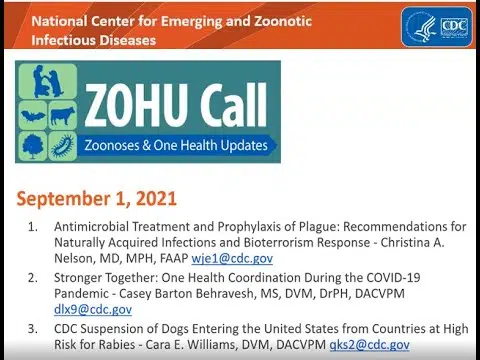 National Center for Emerging and Zoonotic
Infectious Diseases
CDC
ZOHU Call
Zoonoses & One Health Updates
September 1, 2021
1. Antimicrobial Treatment and Prophylaxis of Plague: Recommendations for
Naturally Acquired Infections and Bioterrorism Response - Christina A.
Nelson, MD, MPH, FAAP wje1@cdc.gov
2. Stronger Together: One Health Coordination During the COVID-19
Pandemic - Casey Barton Behravesh, MS, DVM, DrPH, DACVPM
dlx9@cdc.gov
3. CDC Suspension of Dogs Entering the United States from Countries at High
Risk for Rabies - Cara E. Williams, DVM, DACVPM qks2@cdc.gov